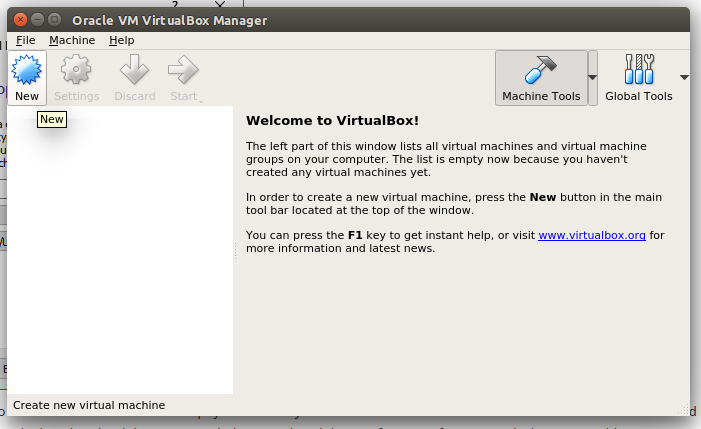 Oracle VM VirtualBox Manager
File Machine Help
New Settings Discard Start Machine Tools Global Tools
New
Welcome to VirtualBox!
The left part of this window lists all virtual machines and virtual machine
groups on your computer. The list is empty now because you haven't
created any virtual machines yet.
In order to create a new virtual machine, press the New button in the main
tool bar located at the top of the window.
You can press the F1 key to get instant help, or visit www.virtualbox.org for
more information and latest news.
Create new virtual machine